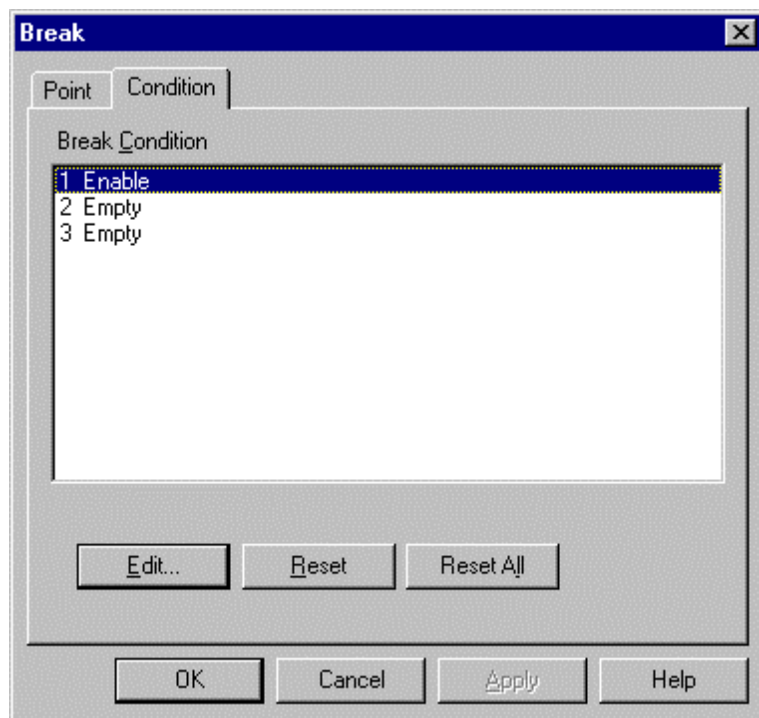 Break
Point Condition
Break Condition
1 Enable
2 Empty
3 Empty
Edit... Reset Reset All
OK Cancel Apply Help